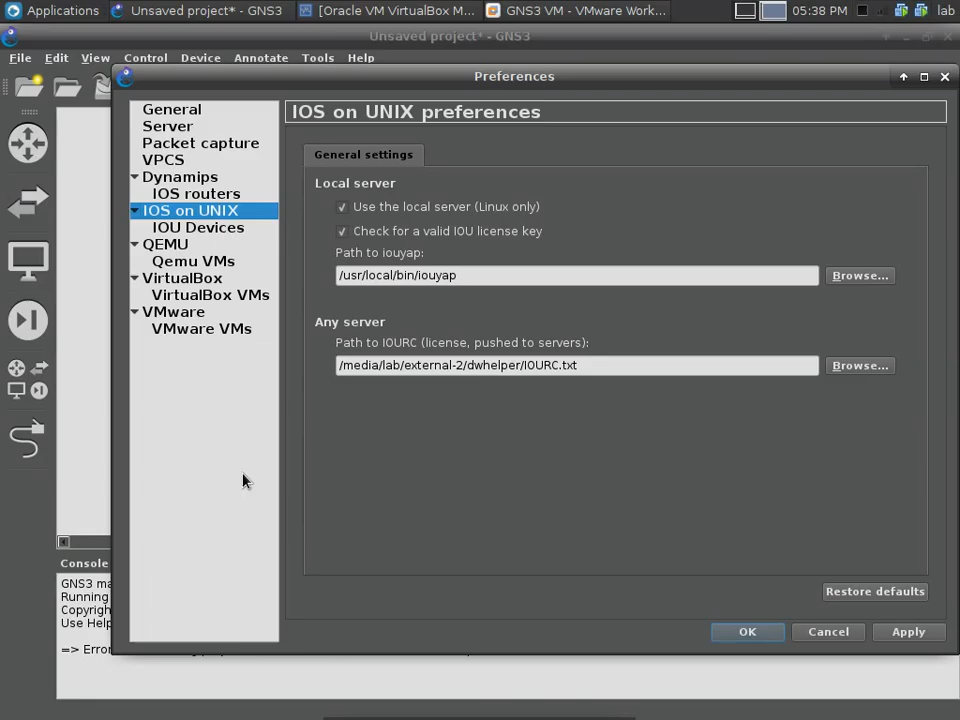 Applications
Unsaved project* - GNS3
[Oracle VM VirtualBox M...
GNS3 VM - VMware Work...
05:38 PM
lab
Unsaved project* - GNS3
File Edit View Control Device Annotate Tools Help
Preferences
General
Server
Packet capture
VPCS
Dynamips
IOS routers
IOS on UNIX
IOU Devices
QEMU
Qemu VMs
VirtualBox
VirtualBox VMs
VMware
VMware VMs
IOS on UNIX preferences
General settings
Local server
Use the local server (Linux only)
Check for a valid IOU license key
Path to iouyap:
/usr/local/bin/iouyap
Browse...
Any server
Path to IOURC (license, pushed to servers):
/media/lab/external-2/dwhelper/IOURC.txt
Browse...
Restore defaults
OK
Cancel
Apply
Console
GNS3 ma
Running
Copyrigh
Use Help
=> Error